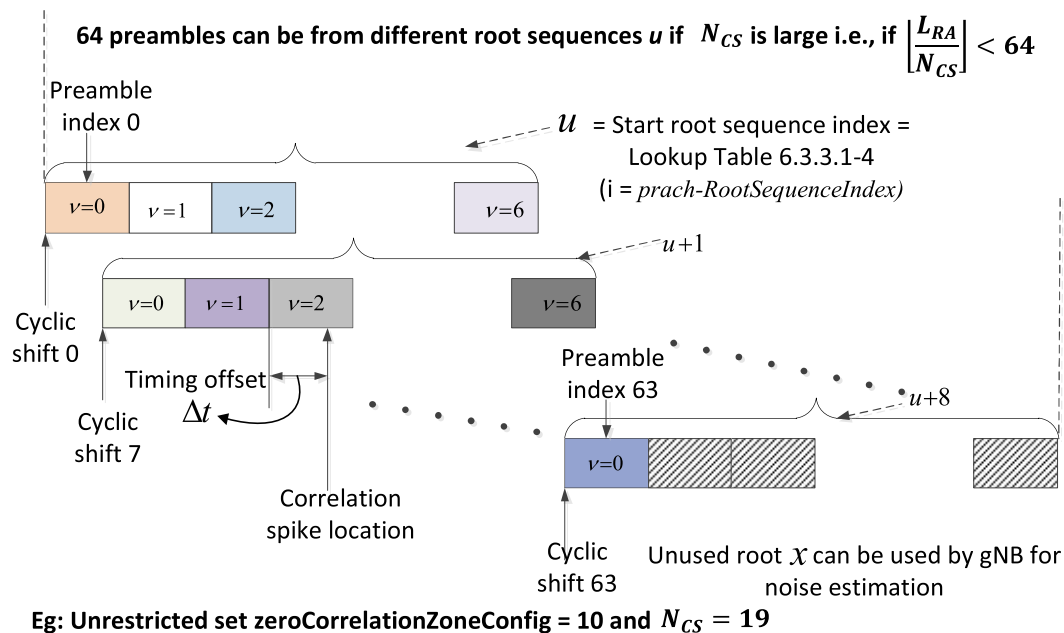 64 preambles can be from different root sequences u if N_CS is large i.e., if ⌊L_RA/N_CS⌋ < 64
Preamble
index 0
u = Start root sequence index =
Lookup Table 6.3.3.1-4
(i = prach-RootSequenceIndex)
ν=0
ν=1
ν=2
ν=6
u+1
ν=0
ν=1
ν=2
ν=6
Cyclic
shift 0
Timing offset
Δt
Cyclic
shift 7
Preamble
index 63
u+8
ν=0
Correlation
spike location
Cyclic
shift 63
Unused root x can be used by gNB for
noise estimation
Eg: Unrestricted set zeroCorrelationZoneConfig = 10 and N_CS = 19